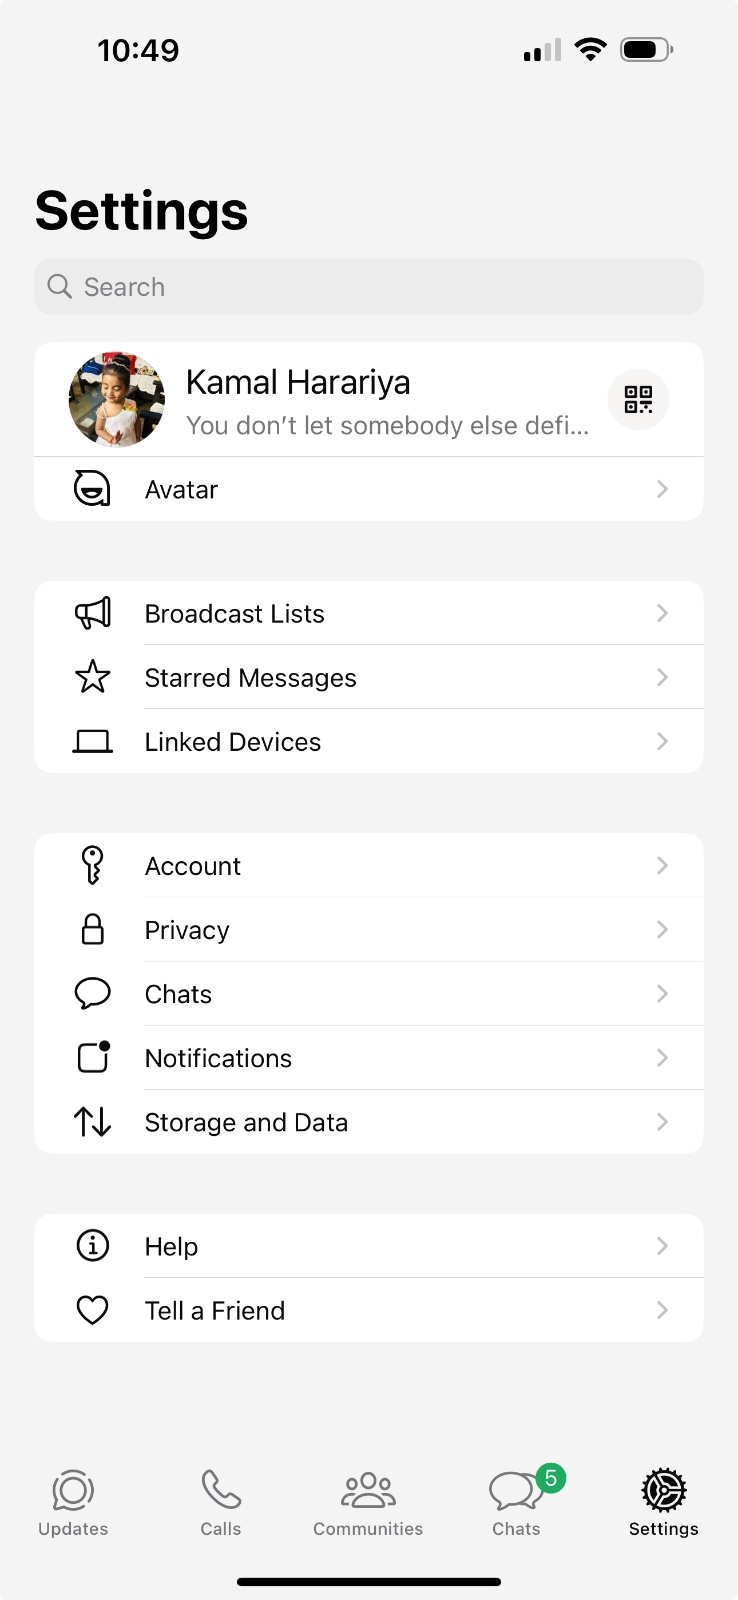 10:49
Settings
Search
Kamal Harariya
You don’t let somebody else defi...
Avatar
Broadcast Lists
Starred Messages
Linked Devices
Account
Privacy
Chats
Notifications
Storage and Data
Help
Tell a Friend
5
Updates Calls Communities Chats Settings